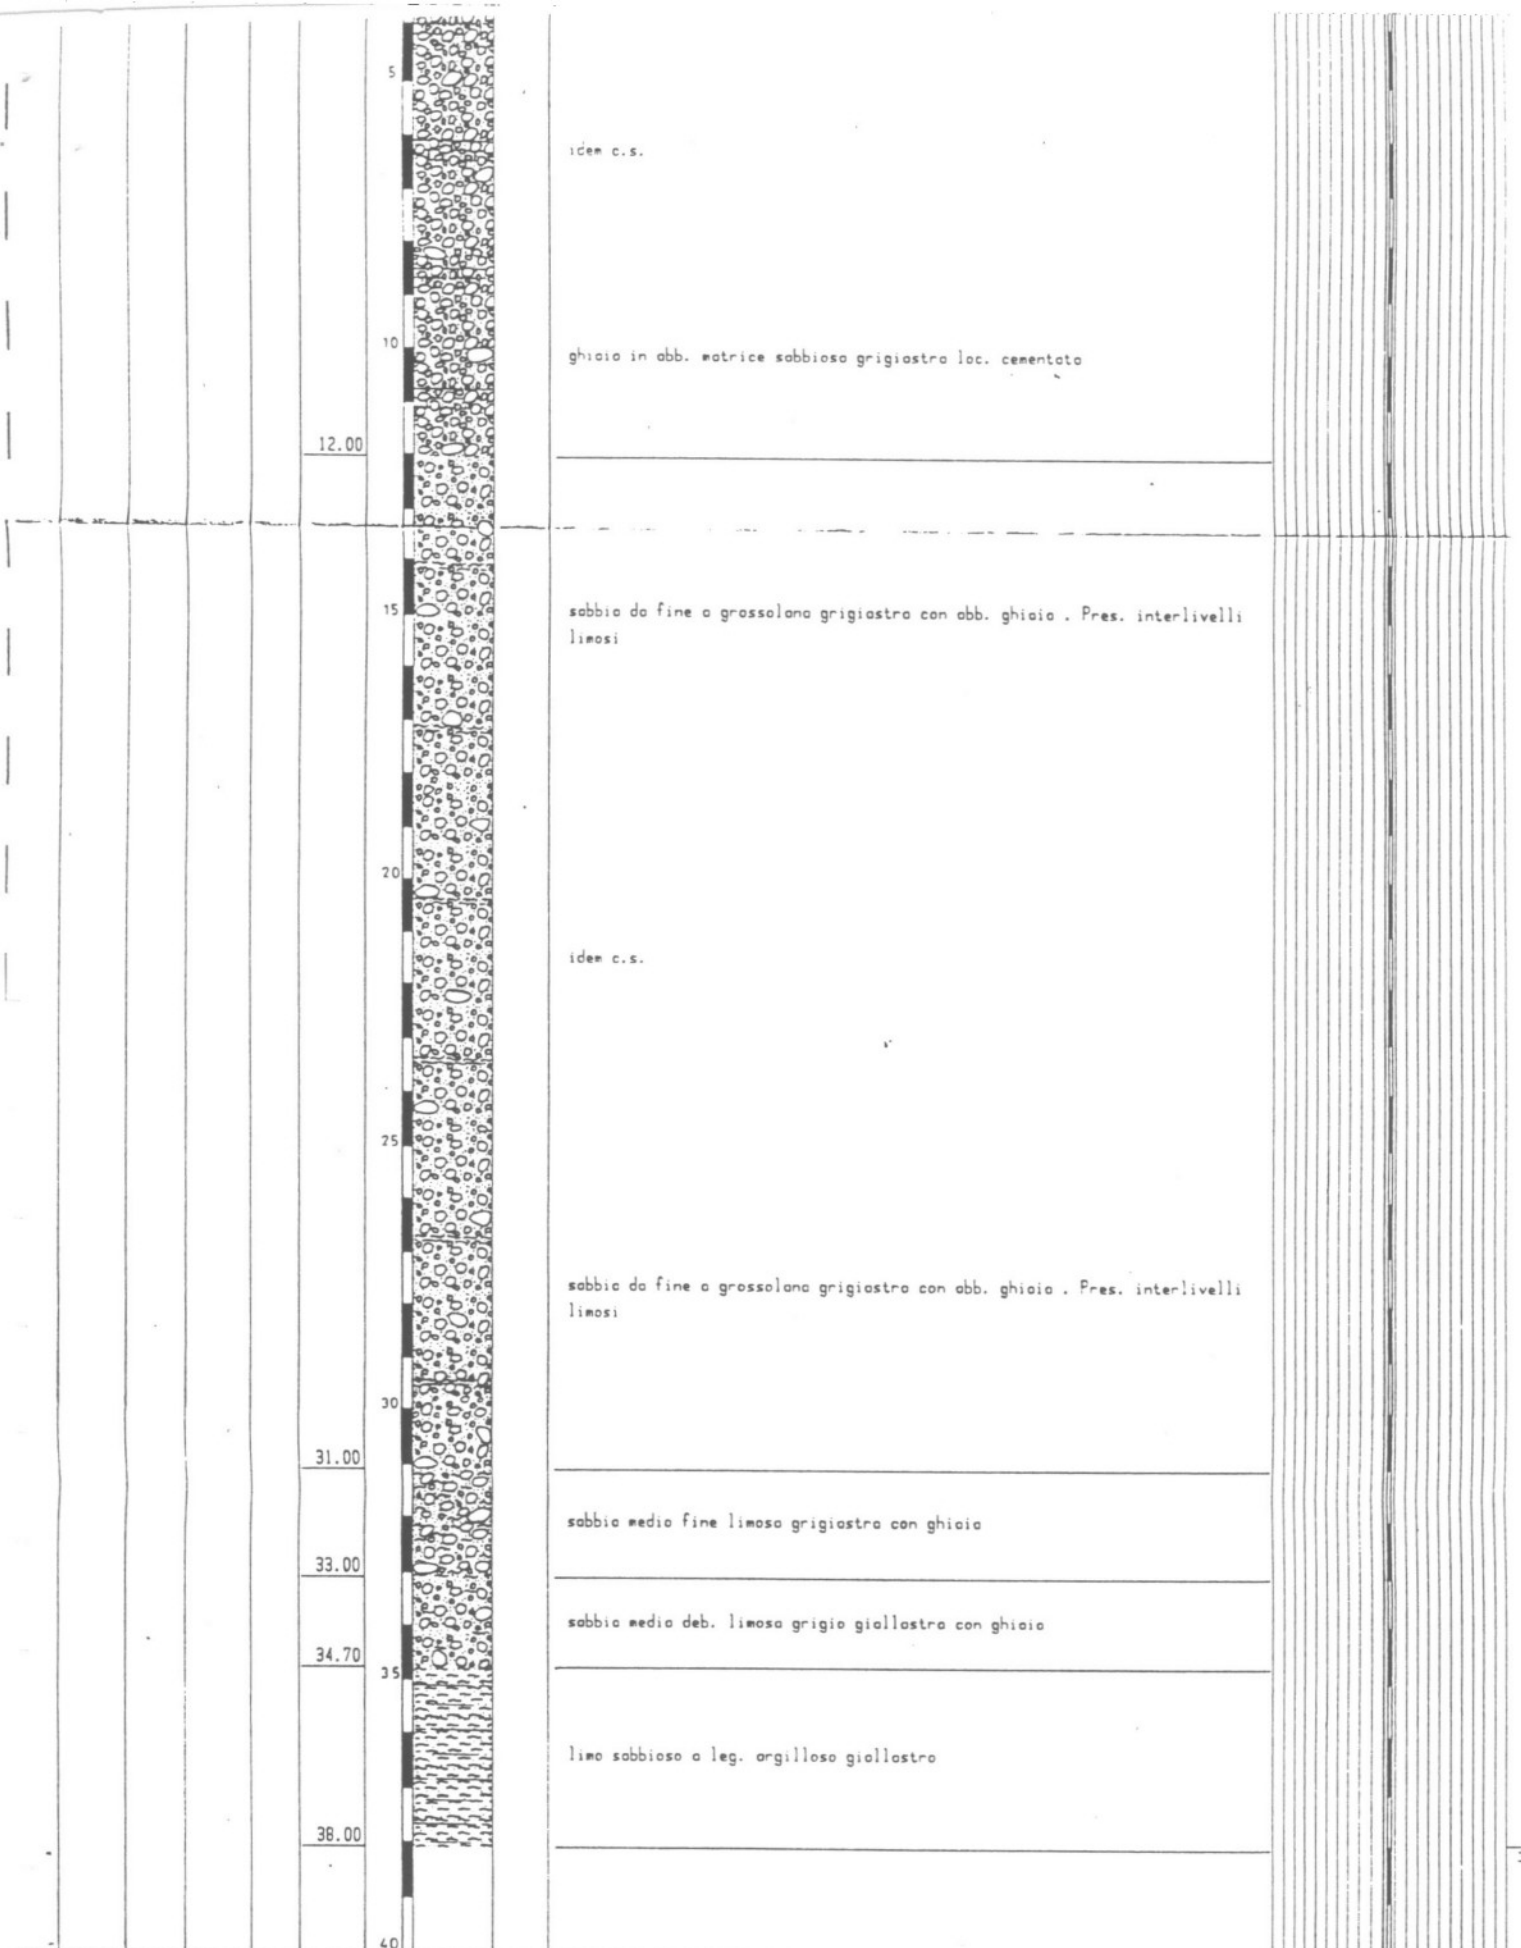 5
idem c.s.
10
ghiaia in abb. matrice sabbiosa grigiastra loc. cementata
12.00
15
sabbia da fine a grossolana grigiastra con abb. ghiaia . Pres. interlivelli
limosi
20
idem c.s.
25
sabbia da fine a grossolana grigiastra con abb. ghiaia . Pres. interlivelli
limosi
30
31.00
sabbia medio fine limosa grigiastra con ghiaia
33.00
sabbia media deb. limosa grigio giallastra con ghiaia
34.70
35
limo sabbioso a leg. argilloso giallastro
38.00
40